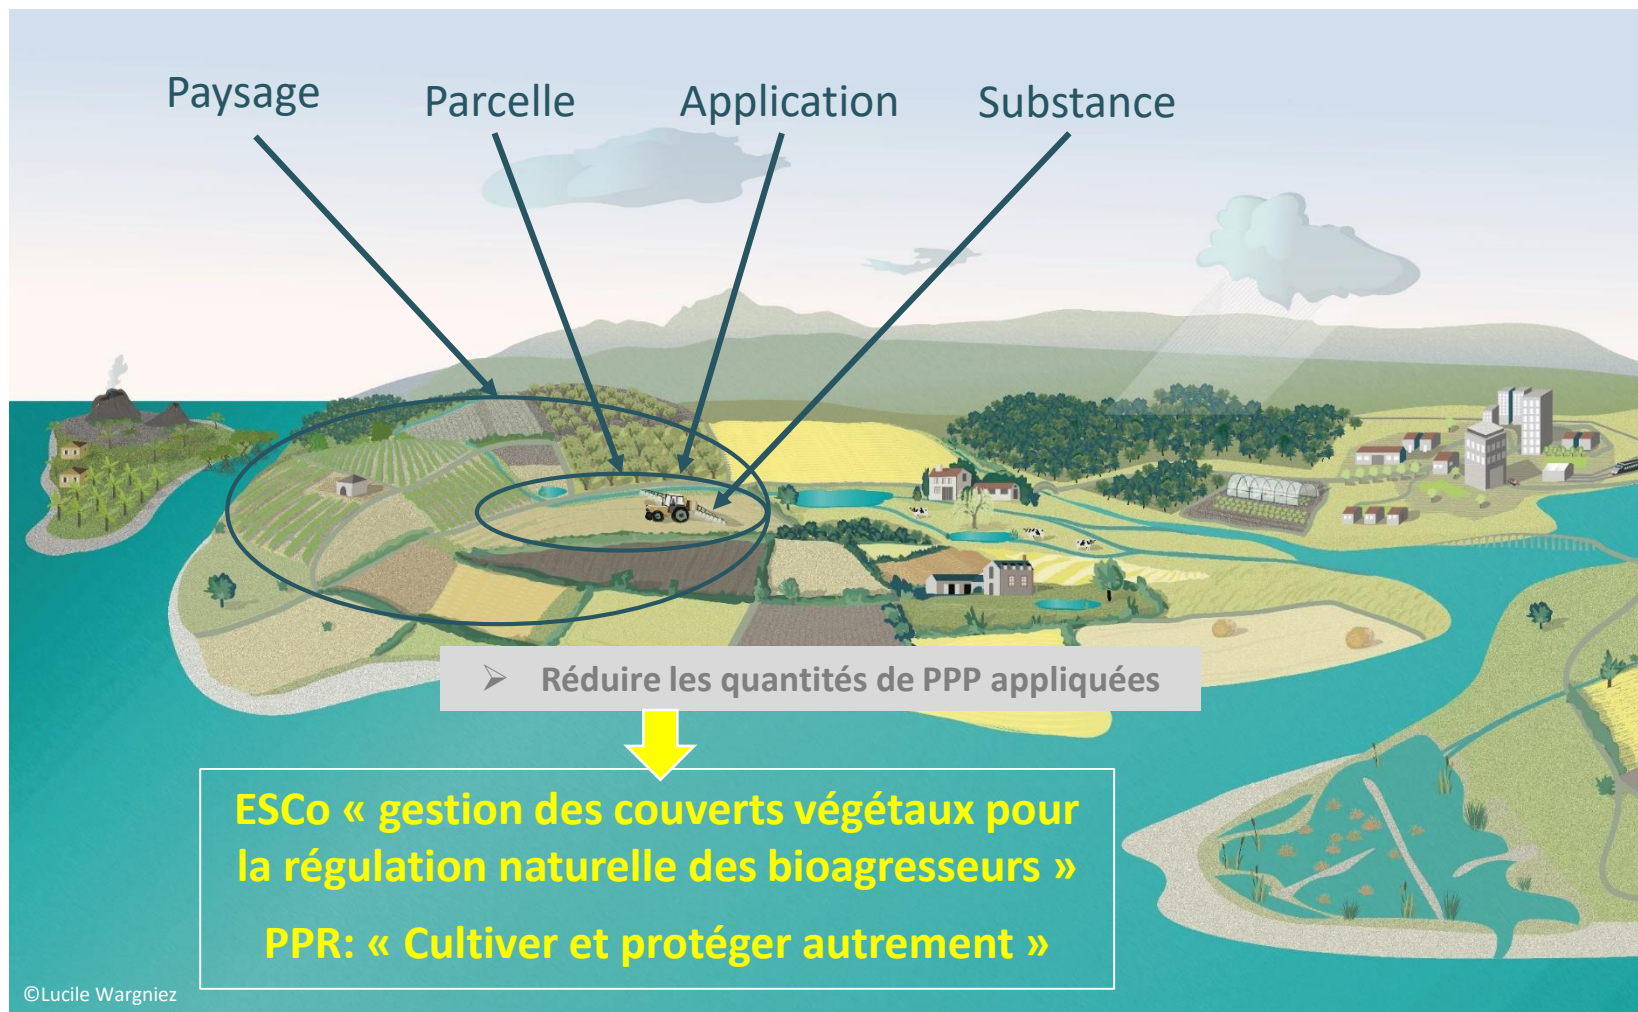 Paysage
Parcelle
Application
Substance
➢ Réduire les quantités de PPP appliquées
ESCo « gestion des couverts végétaux pour
la régulation naturelle des bioagresseurs »
PPR: « Cultiver et protéger autrement »
©Lucile Wargniez